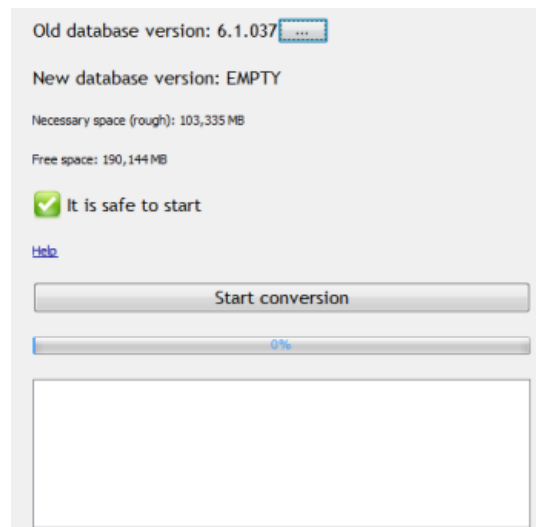 Old database version: 6.1.037 ...
New database version: EMPTY
Necessary space (rough): 103,335 MB
Free space: 190,144 MB
It is safe to start
Help
Start conversion
0%